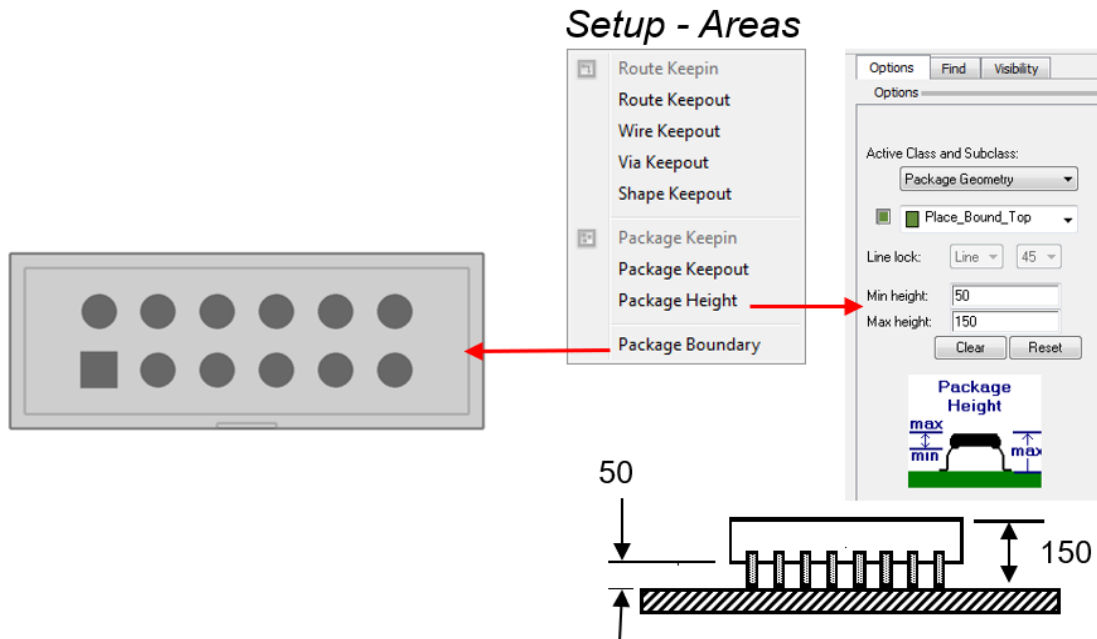 Setup - Areas
Route Keepin
Route Keepout
Wire Keepout
Via Keepout
Shape Keepout
Package Keepin
Package Keepout
Package Height
Package Boundary
Options Find Visibility
Options
Active Class and Subclass:
Package Geometry
Place_Bound_Top
Line lock: Line 45
Min height: 50
Max height: 150
Clear Reset
Package
Height
max
min
max
50
150